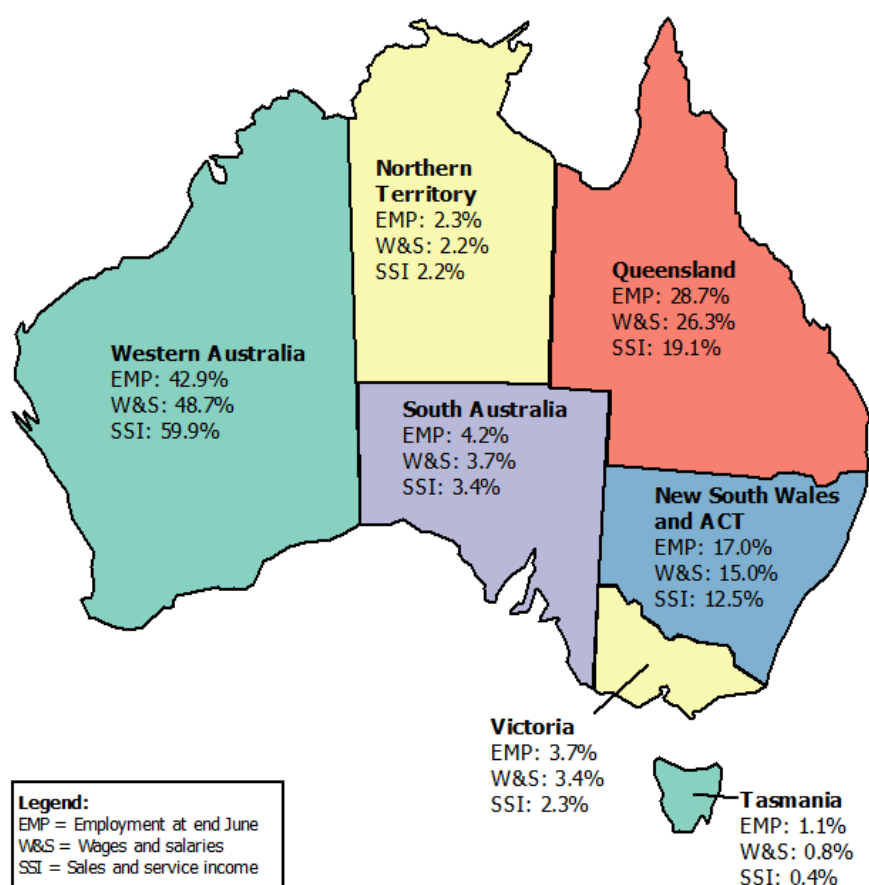 Northern
Territory
EMP: 2.3%
W&S: 2.2%
SSI 2.2%
Queensland
EMP: 28.7%
W&S: 26.3%
SSI: 19.1%
Western Australia
EMP: 42.9%
W&S: 48.7%
SSI: 59.9%
South Australia
EMP: 4.2%
W&S: 3.7%
SSI: 3.4%
New South Wales
and ACT
EMP: 17.0%
W&S: 15.0%
SSI: 12.5%
Victoria
EMP: 3.7%
W&S: 3.4%
SSI: 2.3%
Tasmania
EMP: 1.1%
W&S: 0.8%
SSI: 0.4%
Legend:
EMP = Employment at end June
W&S = Wages and salaries
SSI = Sales and service income